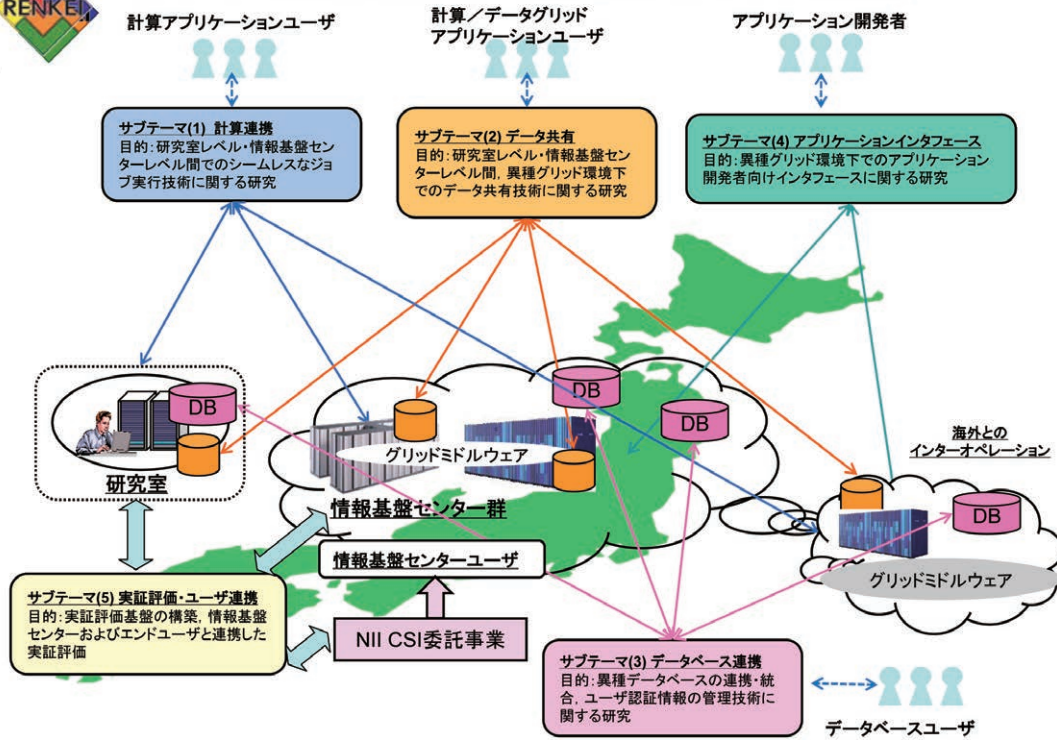 RENKEI
計算アプリケーションユーザ
計算／データグリッド
アプリケーションユーザ
アプリケーション開発者
サブテーマ(1) 計算連携
目的:研究室レベル・情報基盤セン
ターレベル間でのシームレスなジョ
ブ実行技術に関する研究
サブテーマ(2) データ共有
目的:研究室レベル・情報基盤セン
ターレベル間, 異種グリッド環境下
でのデータ共有技術に関する研究
サブテーマ(4) アプリケーションインタフェース
目的:異種グリッド環境下でのアプリケーション
開発者向けインタフェースに関する研究
DB
研究室
DB
DB
グリッドミドルウェア
情報基盤センター群
情報基盤センターユーザ
海外との
インターオペレーション
DB
グリッドミドルウェア
サブテーマ(5) 実証評価・ユーザ連携
目的:実証評価基盤の構築, 情報基盤
センターおよびエンドユーザと連携した
実証評価
NII CSI委託事業
サブテーマ(3) データベース連携
目的:異種データベースの連携・統
合, ユーザ認証情報の管理技術に
関する研究
データベースユーザ